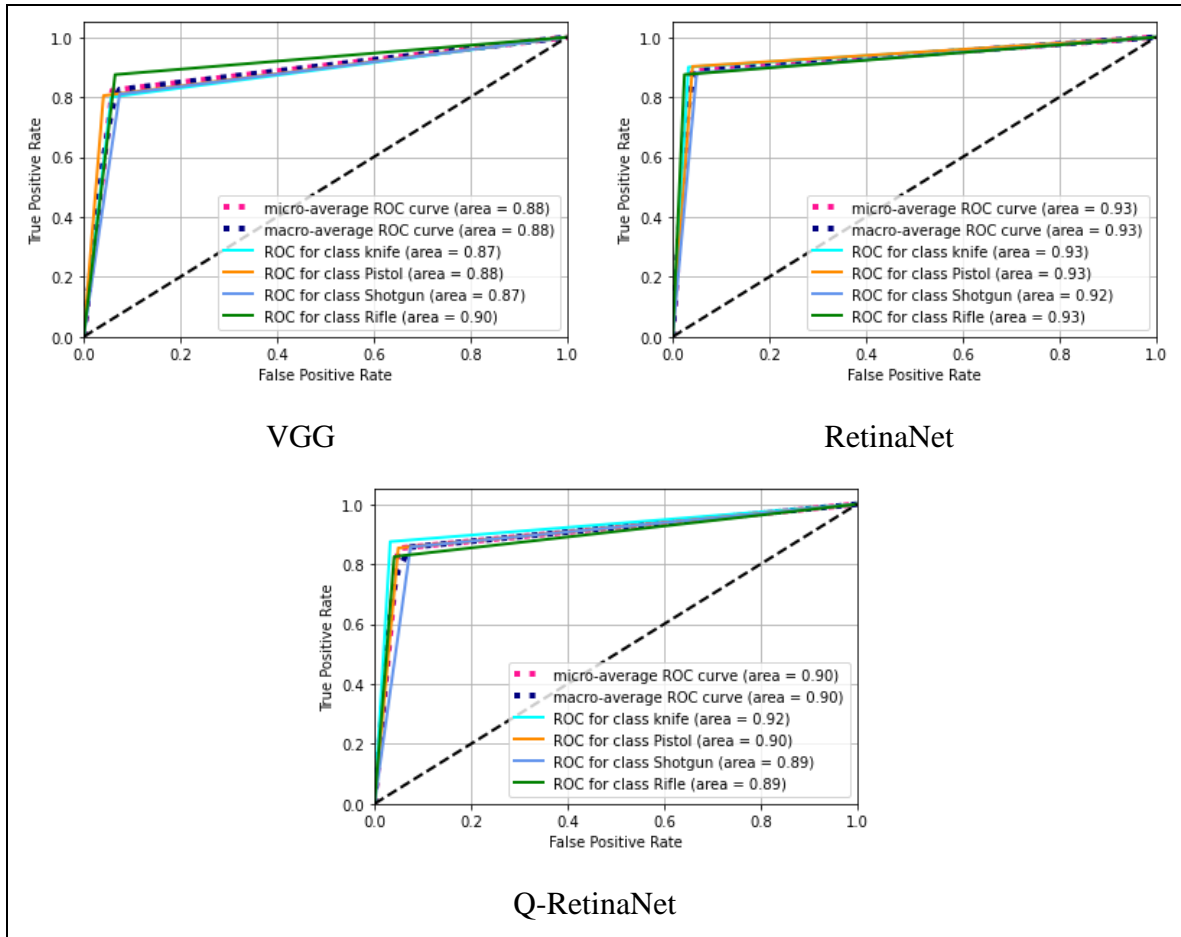 1.0
0.8
0.6
0.4
0.2
0.0
True Positive Rate
micro-average ROC curve (area = 0.88)
macro-average ROC curve (area = 0.88)
ROC for class knife (area = 0.87)
ROC for class Pistol (area = 0.88)
ROC for class Shotgun (area = 0.87)
ROC for class Rifle (area = 0.90)
0.0 0.2 0.4 0.6 0.8 1.0
False Positive Rate
VGG
1.0
0.8
0.6
0.4
0.2
0.0
True Positive Rate
micro-average ROC curve (area = 0.93)
macro-average ROC curve (area = 0.93)
ROC for class knife (area = 0.93)
ROC for class Pistol (area = 0.93)
ROC for class Shotgun (area = 0.92)
ROC for class Rifle (area = 0.93)
0.0 0.2 0.4 0.6 0.8 1.0
False Positive Rate
RetinaNet
1.0
0.8
0.6
0.4
0.2
0.0
True Positive Rate
micro-average ROC curve (area = 0.90)
macro-average ROC curve (area = 0.90)
ROC for class knife (area = 0.92)
ROC for class Pistol (area = 0.90)
ROC for class Shotgun (area = 0.89)
ROC for class Rifle (area = 0.89)
0.0 0.2 0.4 0.6 0.8 1.0
False Positive Rate
Q-RetinaNet